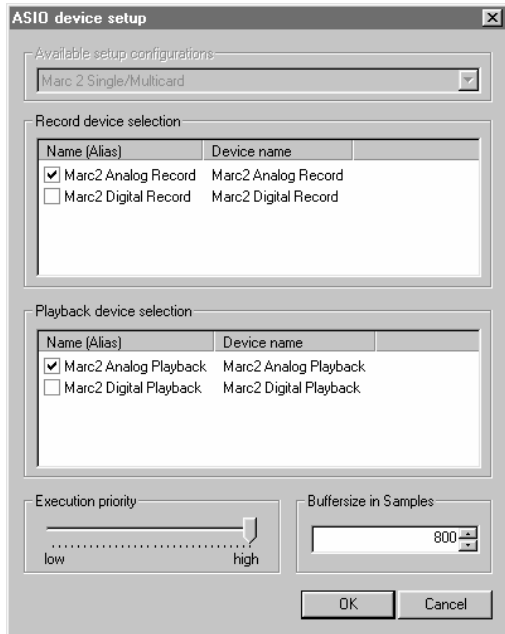 ASIO device setup
Available setup configurations
Marc 2 Single/Multicard
Record device selection
Name (Alias) Device name
Marc2 Analog Record Marc2 Analog Record
Marc2 Digital Record Marc2 Digital Record
Playback device selection
Name (Alias) Device name
Marc2 Analog Playback Marc2 Analog Playback
Marc2 Digital Playback Marc2 Digital Playback
Execution priority
low high
Buffersize in Samples
800
OK Cancel